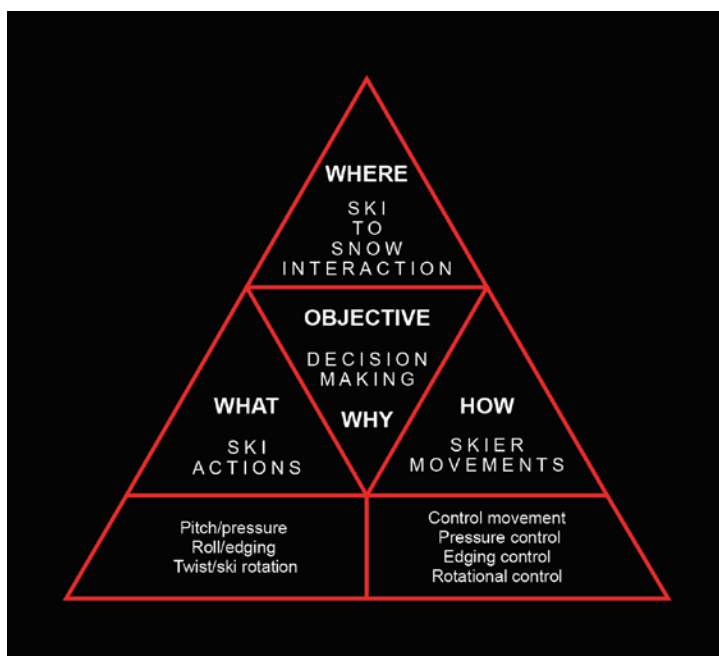 WHERE
SKI
TO
SNOW
INTERACTION
OBJECTIVE
DECISION
MAKING
WHY
WHAT
SKI
ACTIONS
HOW
SKIER
MOVEMENTS
Pitch/pressure
Roll/edging
Twist/ski rotation
Control movement
Pressure control
Edging control
Rotational control